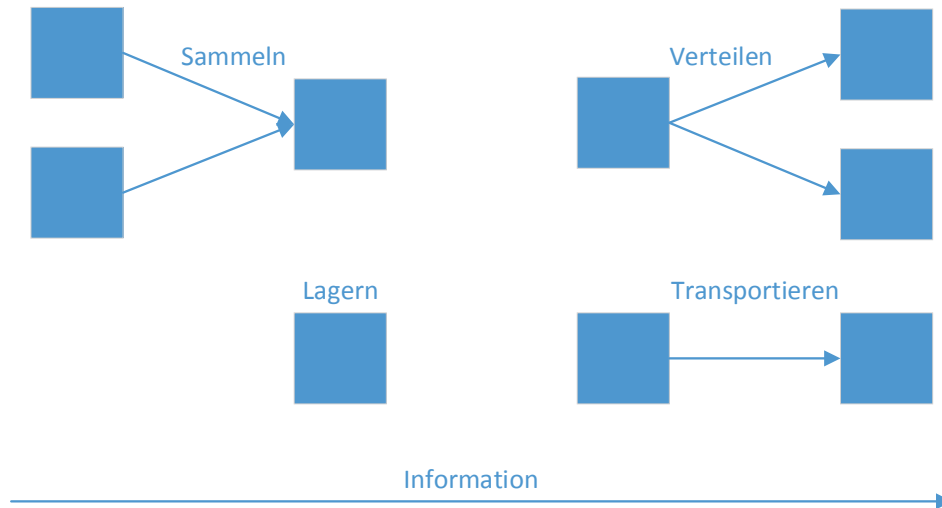 Sammeln
Verteilen
Lagern
Transportieren
Information